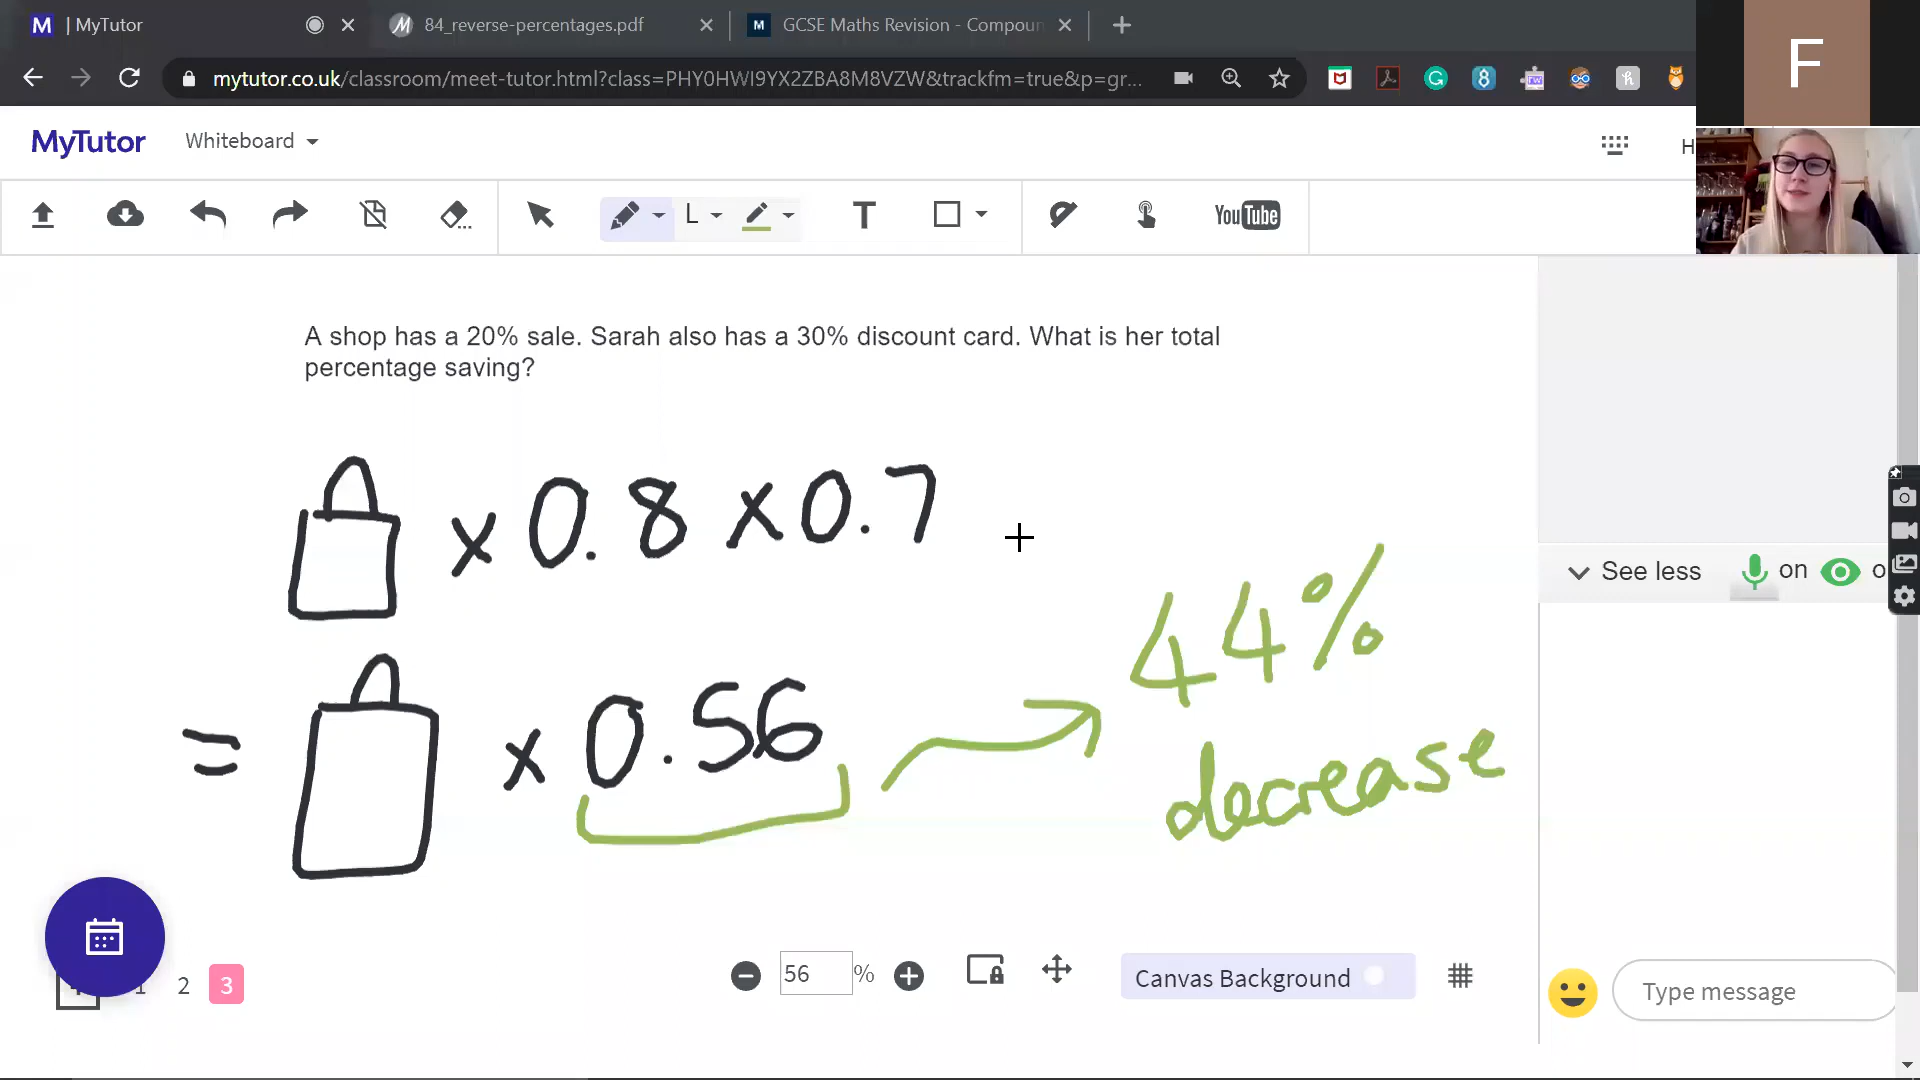 M | MyTutor
84_reverse-percentages.pdf
M GCSE Maths Revision - Compoun
mytutor.co.uk/classroom/meet-tutor.html?class=PHY0HWI9YX2ZBA8M8VZW&trackfm=true&p=gr...
F
MyTutor Whiteboard
H
L T YouTube
A shop has a 20% sale. Sarah also has a 30% discount card. What is her total
percentage saving?
x 0.8 x 0.7
= x 0.56
44%
decrease
See less on o
1 2 3
56 %
Canvas Background
Type message